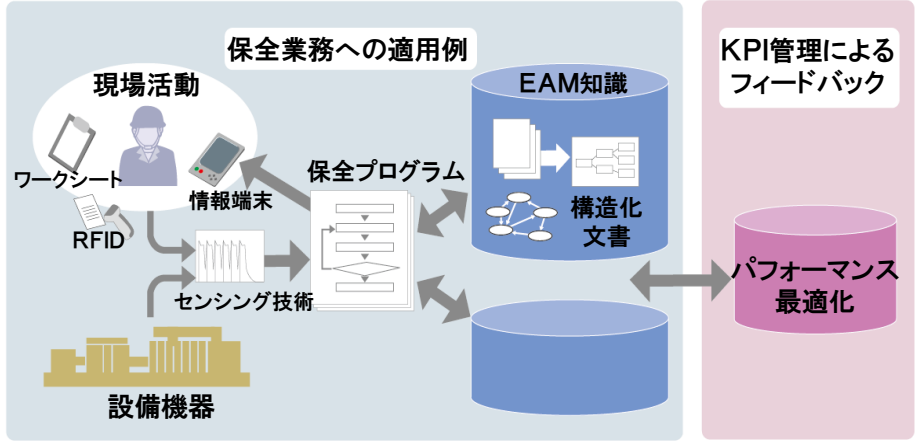 保全業務への適用例
現場活動
ワークシート
RFID
情報端末
センシング技術
設備機器
保全プログラム
EAM知識
構造化
文書
KPI管理による
フィードバック
パフォーマンス
最適化